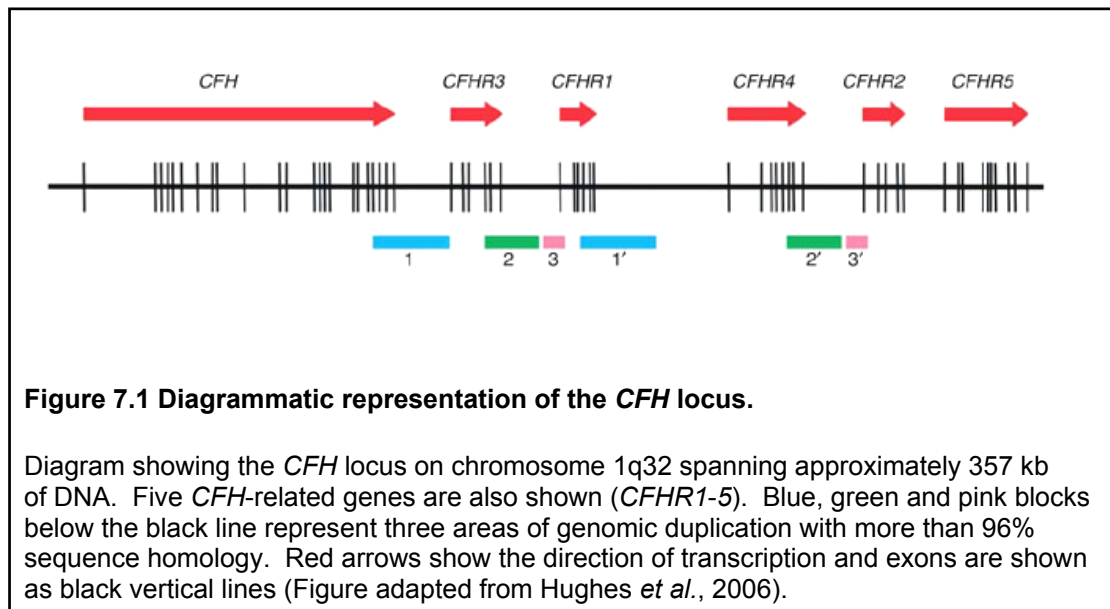 CFH CFHR3 CFHR1 CFHR4 CFHR2 CFHR5
1 2 3 1′ 2′ 3′
Figure 7.1 Diagrammatic representation of the CFH locus.
Diagram showing the CFH locus on chromosome 1q32 spanning approximately 357 kb
of DNA. Five CFH-related genes are also shown (CFHR1-5). Blue, green and pink blocks
below the black line represent three areas of genomic duplication with more than 96%
sequence homology. Red arrows show the direction of transcription and exons are shown
as black vertical lines (Figure adapted from Hughes et al., 2006).